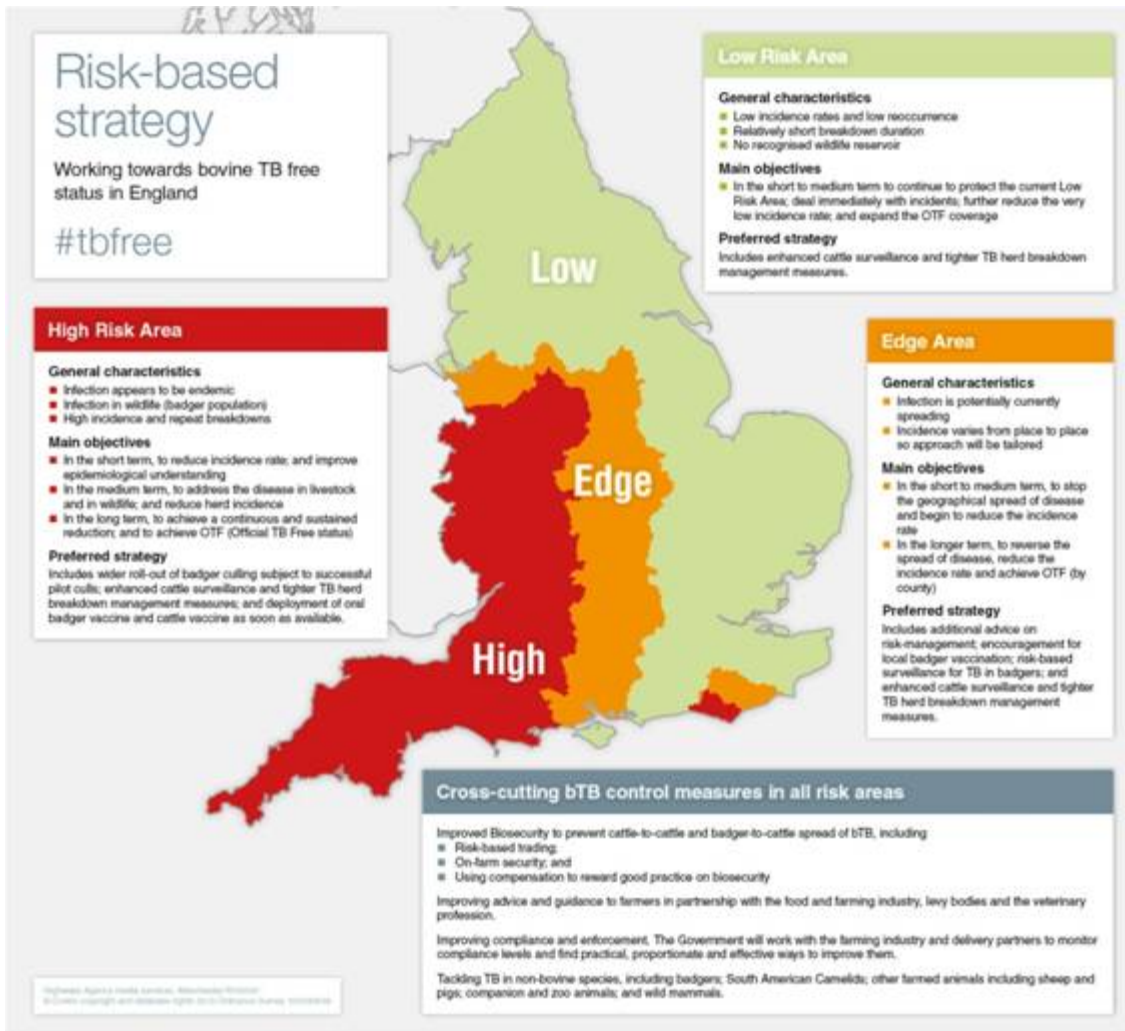 Risk-based
strategy
Working towards bovine TB free
status in England
#tbfree
Low Risk Area
General characteristics
Low incidence rates and low reoccurrence
Relatively short breakdown duration
No recognised wildlife reservoir
Main objectives
In the short to medium term to continue to protect the current Low
Risk Area; deal immediately with incidents; further reduce the very
low incidence rate; and expand the OTF coverage
Preferred strategy
Includes enhanced cattle surveillance and tighter TB herd breakdown
management measures.
Low
High Risk Area
General characteristics
Infection appears to be endemic
Infection in wildlife (badger population)
High incidence and repeat breakdowns
Main objectives
In the short term, to reduce incidence rate; and improve
epidemiological understanding
In the medium term, to address the disease in livestock
and in wildlife; and reduce herd incidence
In the long term, to achieve a continuous and sustained
reduction; and to achieve OTF (Official TB Free status)
Preferred strategy
Includes wider roll-out of badger culling subject to successful
pilot culls; enhanced cattle surveillance and tighter TB herd
breakdown management measures; and deployment of oral
badger vaccine and cattle vaccine as soon as available.
Edge
High
Edge Area
General characteristics
Infection is potentially currently
spreading
Incidence varies from place to place
so approach will be tailored
Main objectives
In the short to medium term, to stop
the geographical spread of disease
and begin to reduce the incidence
rate
In the longer term, to reverse the
spread of disease, reduce the
incidence rate and achieve OTF (by
county)
Preferred strategy
Includes additional advice on
risk-management; encouragement for
local badger vaccination; risk-based
surveillance for TB in badgers; and
enhanced cattle surveillance and tighter
TB herd breakdown management
measures.
Cross-cutting bTB control measures in all risk areas
Improved Biosecurity to prevent cattle-to-cattle and badger-to-cattle spread of bTB, including
Risk-based trading;
On-farm security; and
Using compensation to reward good practice on biosecurity
Improving advice and guidance to farmers in partnership with the food and farming industry, levy bodies and the veterinary
profession.
Improving compliance and enforcement. The Government will work with the farming industry and delivery partners to monitor
compliance levels and find practical, proportionate and effective ways to improve them.
Tackling TB in non-bovine species, including badgers; South American Camelids; other farmed animals including sheep and
pigs; companion and zoo animals; and wild mammals.